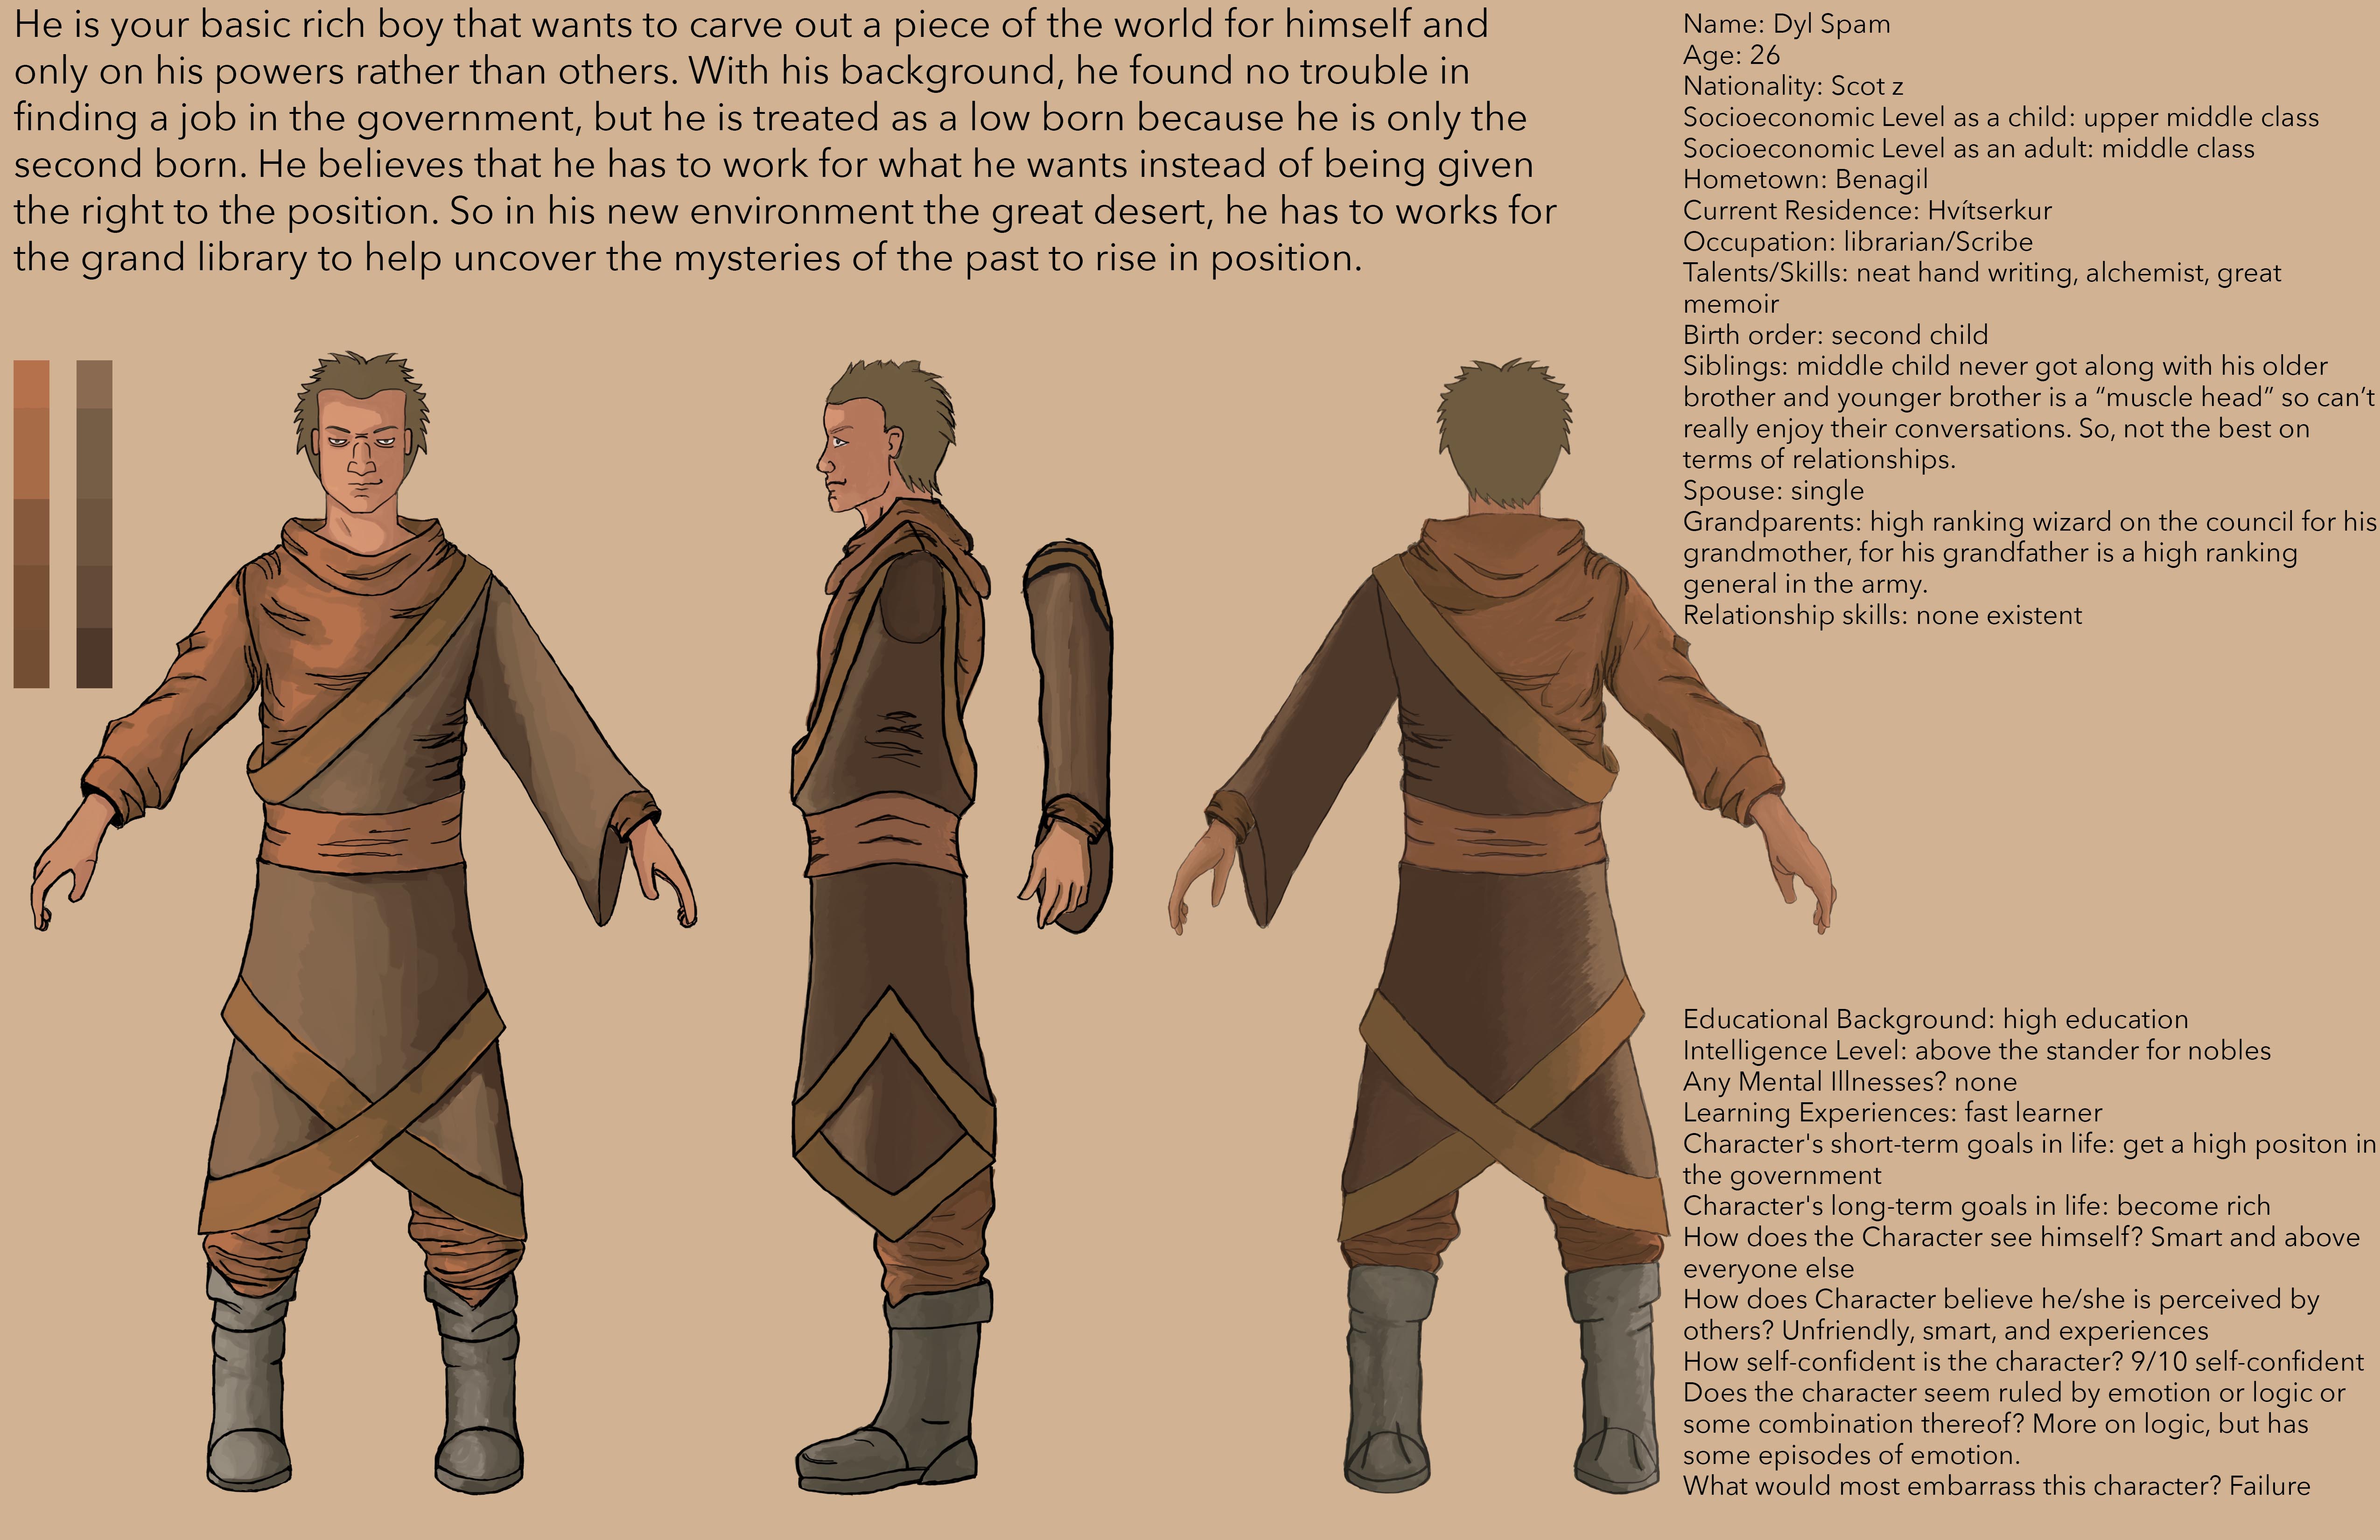 He is your basic rich boy that wants to carve out a piece of the world for himself and
only on his powers rather than others. With his background, he found no trouble in
finding a job in the government, but he is treated as a low born because he is only the
second born. He believes that he has to work for what he wants instead of being given
the right to the position. So in his new environment the great desert, he has to works for
the grand library to help uncover the mysteries of the past to rise in position.
Name: Dyl Spam
Age: 26
Nationality: Scot z
Socioeconomic Level as a child: upper middle class
Socioeconomic Level as an adult: middle class
Hometown: Benagil
Current Residence: Hvítserkur
Occupation: librarian/Scribe
Talents/Skills: neat hand writing, alchemist, great
memoir
Birth order: second child
Siblings: middle child never got along with his older
brother and younger brother is a “muscle head” so can’t
really enjoy their conversations. So, not the best on
terms of relationships.
Spouse: single
Grandparents: high ranking wizard on the council for his
grandmother, for his grandfather is a high ranking
general in the army.
Relationship skills: none existent
Educational Background: high education
Intelligence Level: above the stander for nobles
Any Mental Illnesses? none
Learning Experiences: fast learner
Character's short-term goals in life: get a high positon in
the government
Character's long-term goals in life: become rich
How does the Character see himself? Smart and above
everyone else
How does Character believe he/she is perceived by
others? Unfriendly, smart, and experiences
How self-confident is the character? 9/10 self-confident
Does the character seem ruled by emotion or logic or
some combination thereof? More on logic, but has
some episodes of emotion.
What would most embarrass this character? Failure